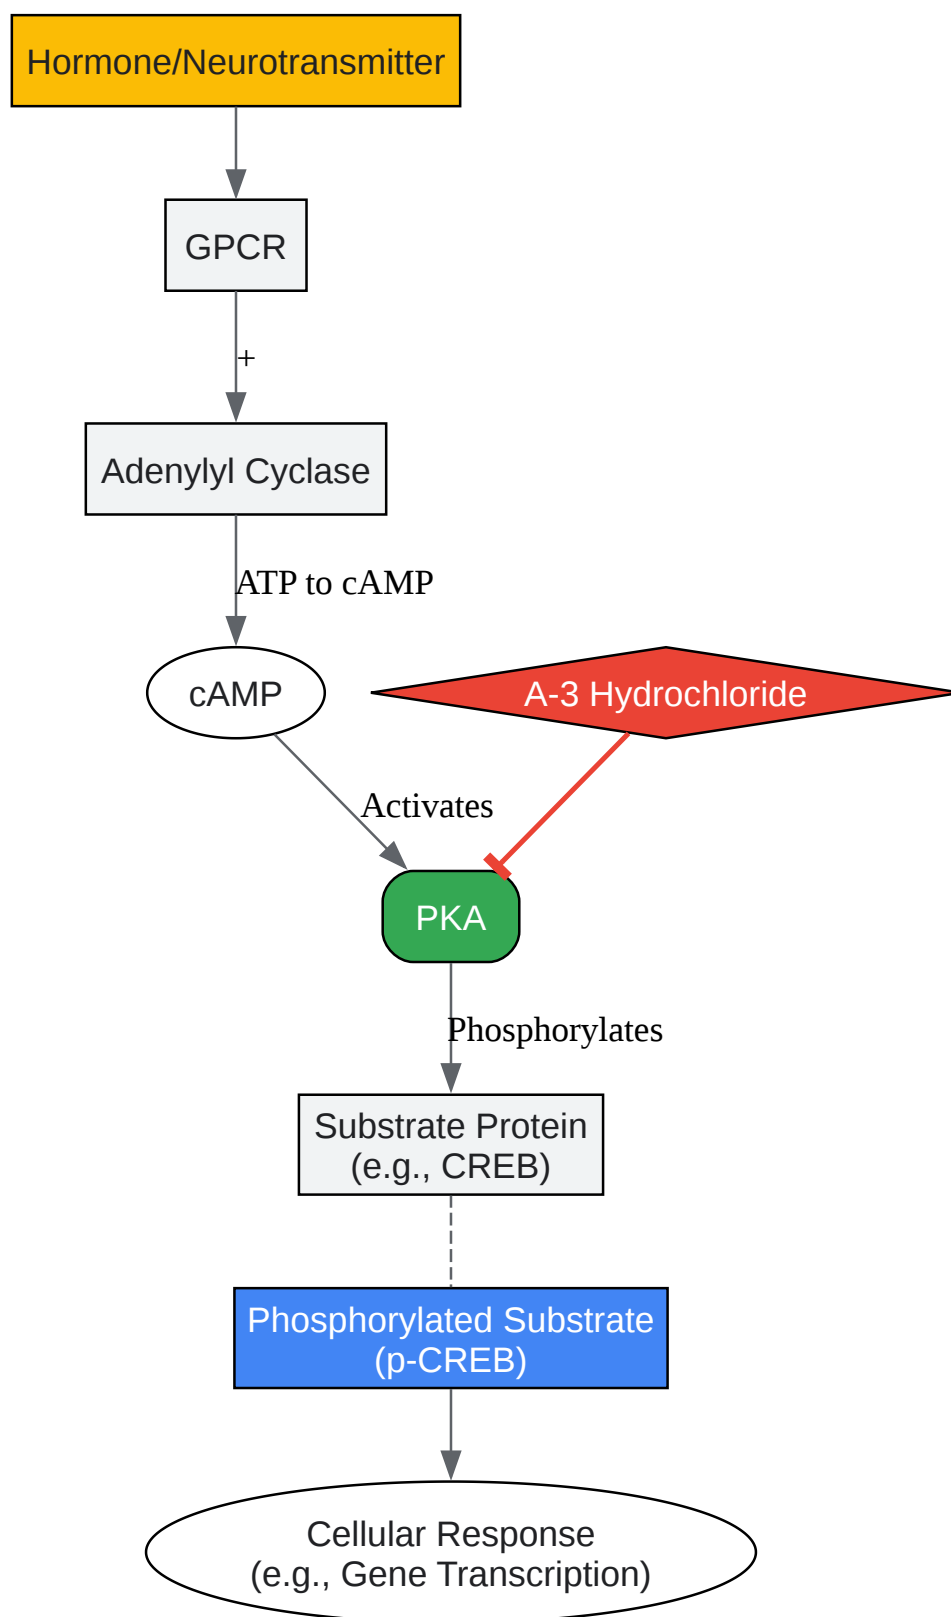 Hormone/Neurotransmitter
GPCR
+
Adenylyl Cyclase
ATP to cAMP
cAMP
A-3 Hydrochloride
Activates
PKA
Phosphorylates
Substrate Protein
(e.g., CREB)
Phosphorylated Substrate
(p-CREB)
Cellular Response
(e.g., Gene Transcription)